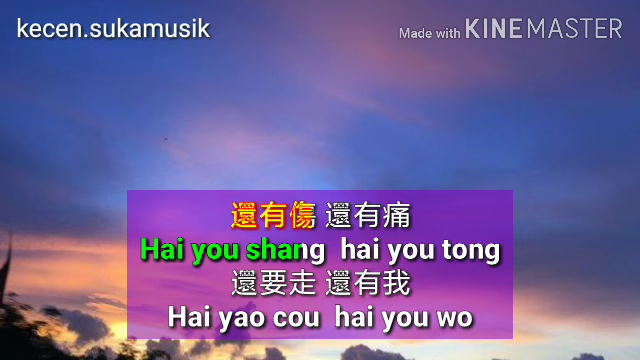 kecen.sukamusik
Made with KINEMASTER
還有傷 還有痛
Hai you shang hai you tong
還要走 還有我
Hai yao cou hai you wo